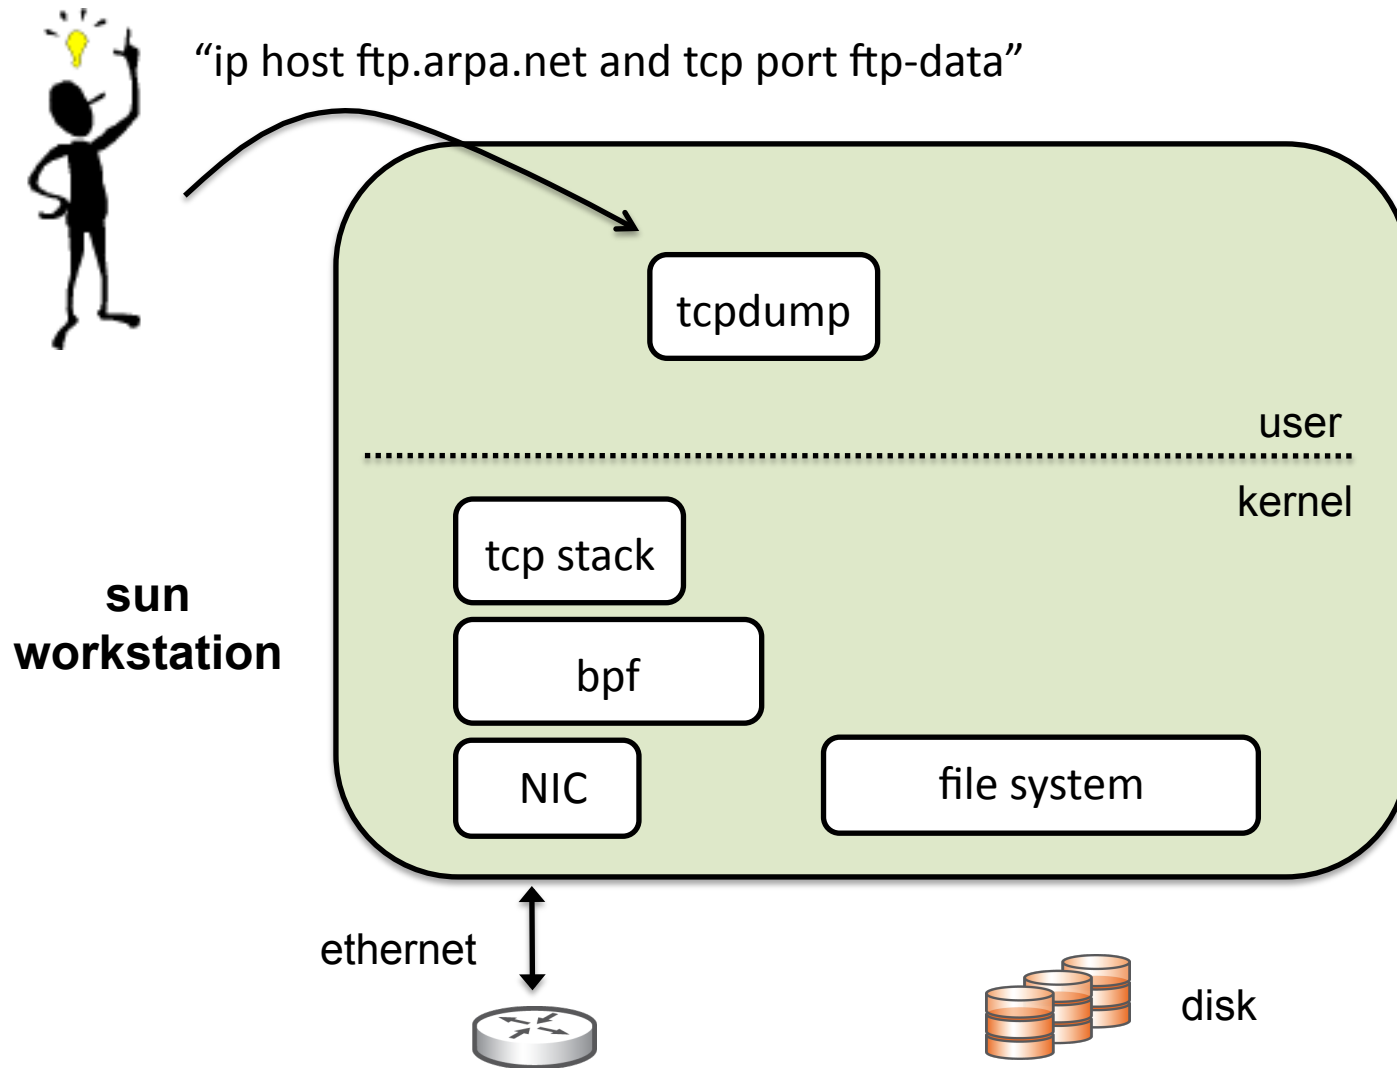 “ip host ftp.arpa.net and tcp port ftp-data”
tcpdump
user
kernel
tcp stack
sun
workstation
bpf
NIC
file system
ethernet
disk